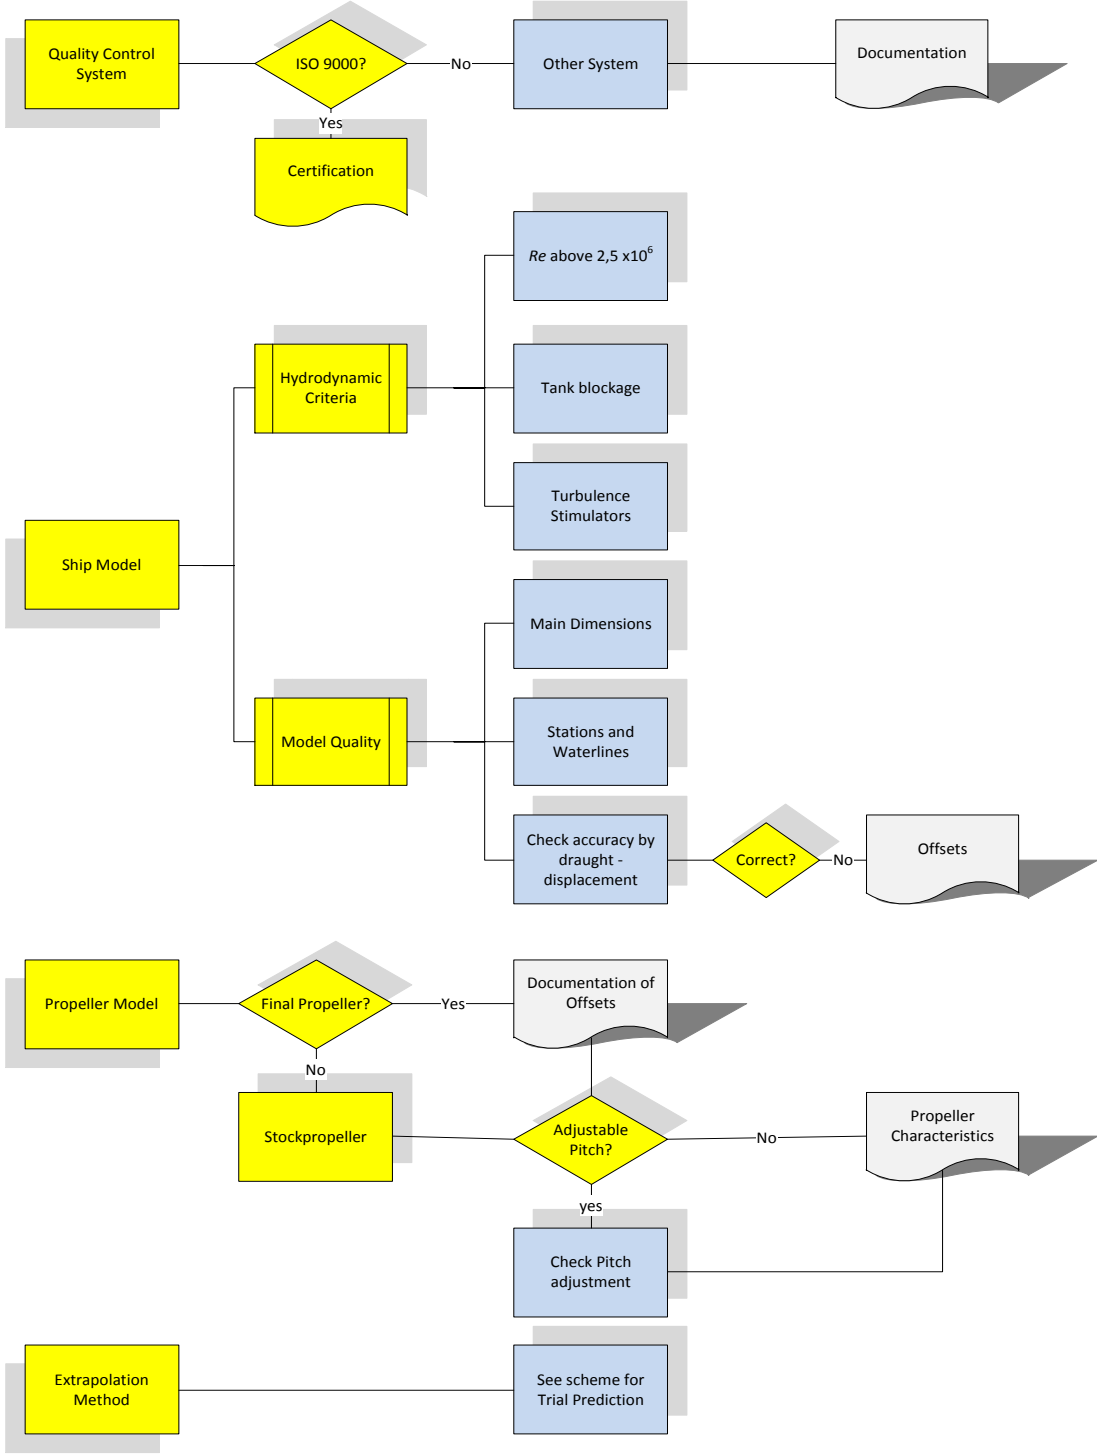 Quality Control
System
ISO 9000?
No
Other System
Documentation
Yes
Certification
Re above 2,5 x10⁶
Hydrodynamic
Criteria
Tank blockage
Turbulence
Stimulators
Ship Model
Main Dimensions
Model Quality
Stations and
Waterlines
Check accuracy by
draught -
displacement
Correct?
No
Offsets
Propeller Model
Final Propeller?
Yes
Documentation of
Offsets
No
Stockpropeller
Adjustable
Pitch?
No
Propeller
Characteristics
yes
Check Pitch
adjustment
Extrapolation
Method
See scheme for
Trial Prediction